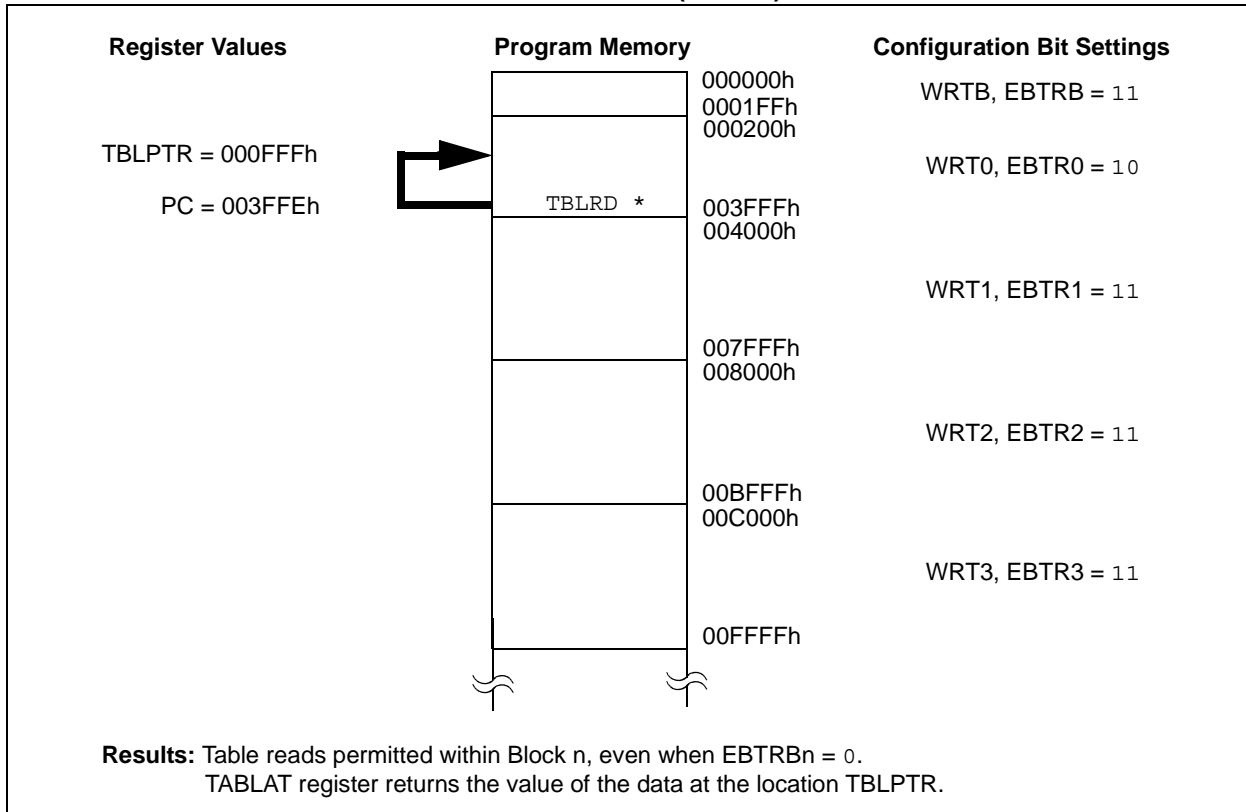 Register Values
Program Memory
Configuration Bit Settings
000000h
WRTB, EBTRB = 11
0001FFh
000200h
TBLPTR = 000FFFh
WRT0, EBTR0 = 10
PC = 003FFEh
TBLRD *
003FFFh
004000h
WRT1, EBTR1 = 11
007FFFh
008000h
WRT2, EBTR2 = 11
00BFFFh
00C000h
WRT3, EBTR3 = 11
00FFFFh
Results: Table reads permitted within Block n, even when EBTRBn = 0.
TABLAT register returns the value of the data at the location TBLPTR.